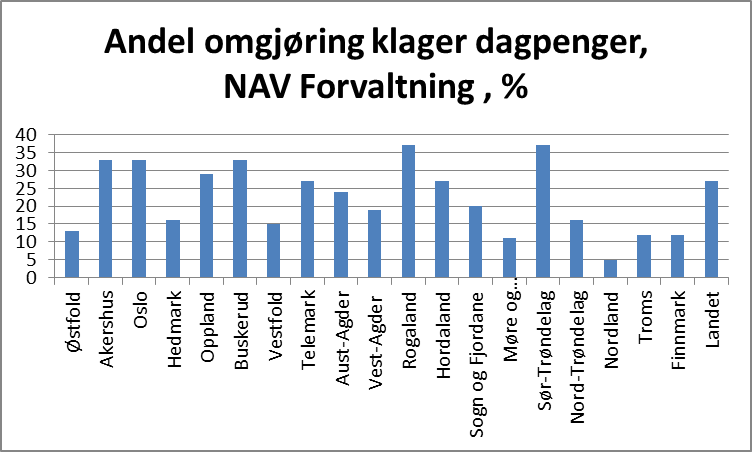 Andel omgjøring klager dagpenger,
NAV Forvaltning , %
40
35
30
25
20
15
10
5
0
Østfold
Akershus
Oslo
Hedmark
Oppland
Buskerud
Vestfold
Telemark
Aust-Agder
Vest-Agder
Rogaland
Hordaland
Sogn og Fjordane
Møre og...
Sør-Trøndelag
Nord-Trøndelag
Nordland
Troms
Finnmark
Landet